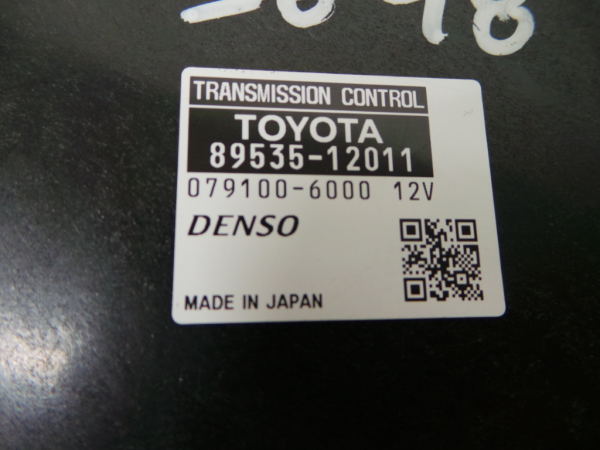 TRANSMISSION CONTROL
TOYOTA
89535-12011
079100-6000 12V
DENSO
MADE IN JAPAN